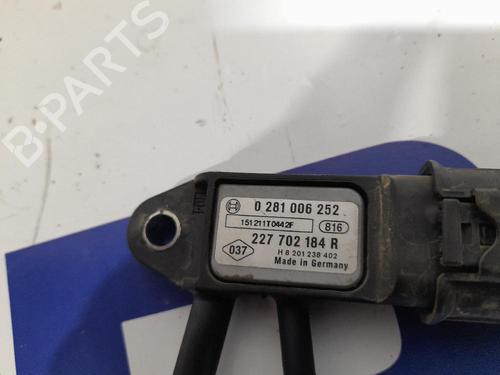 B-PARTS
0 281 006 252
151211T0442F 816
227 702 184 R
037 H 8 201 238 402
Made in Germany